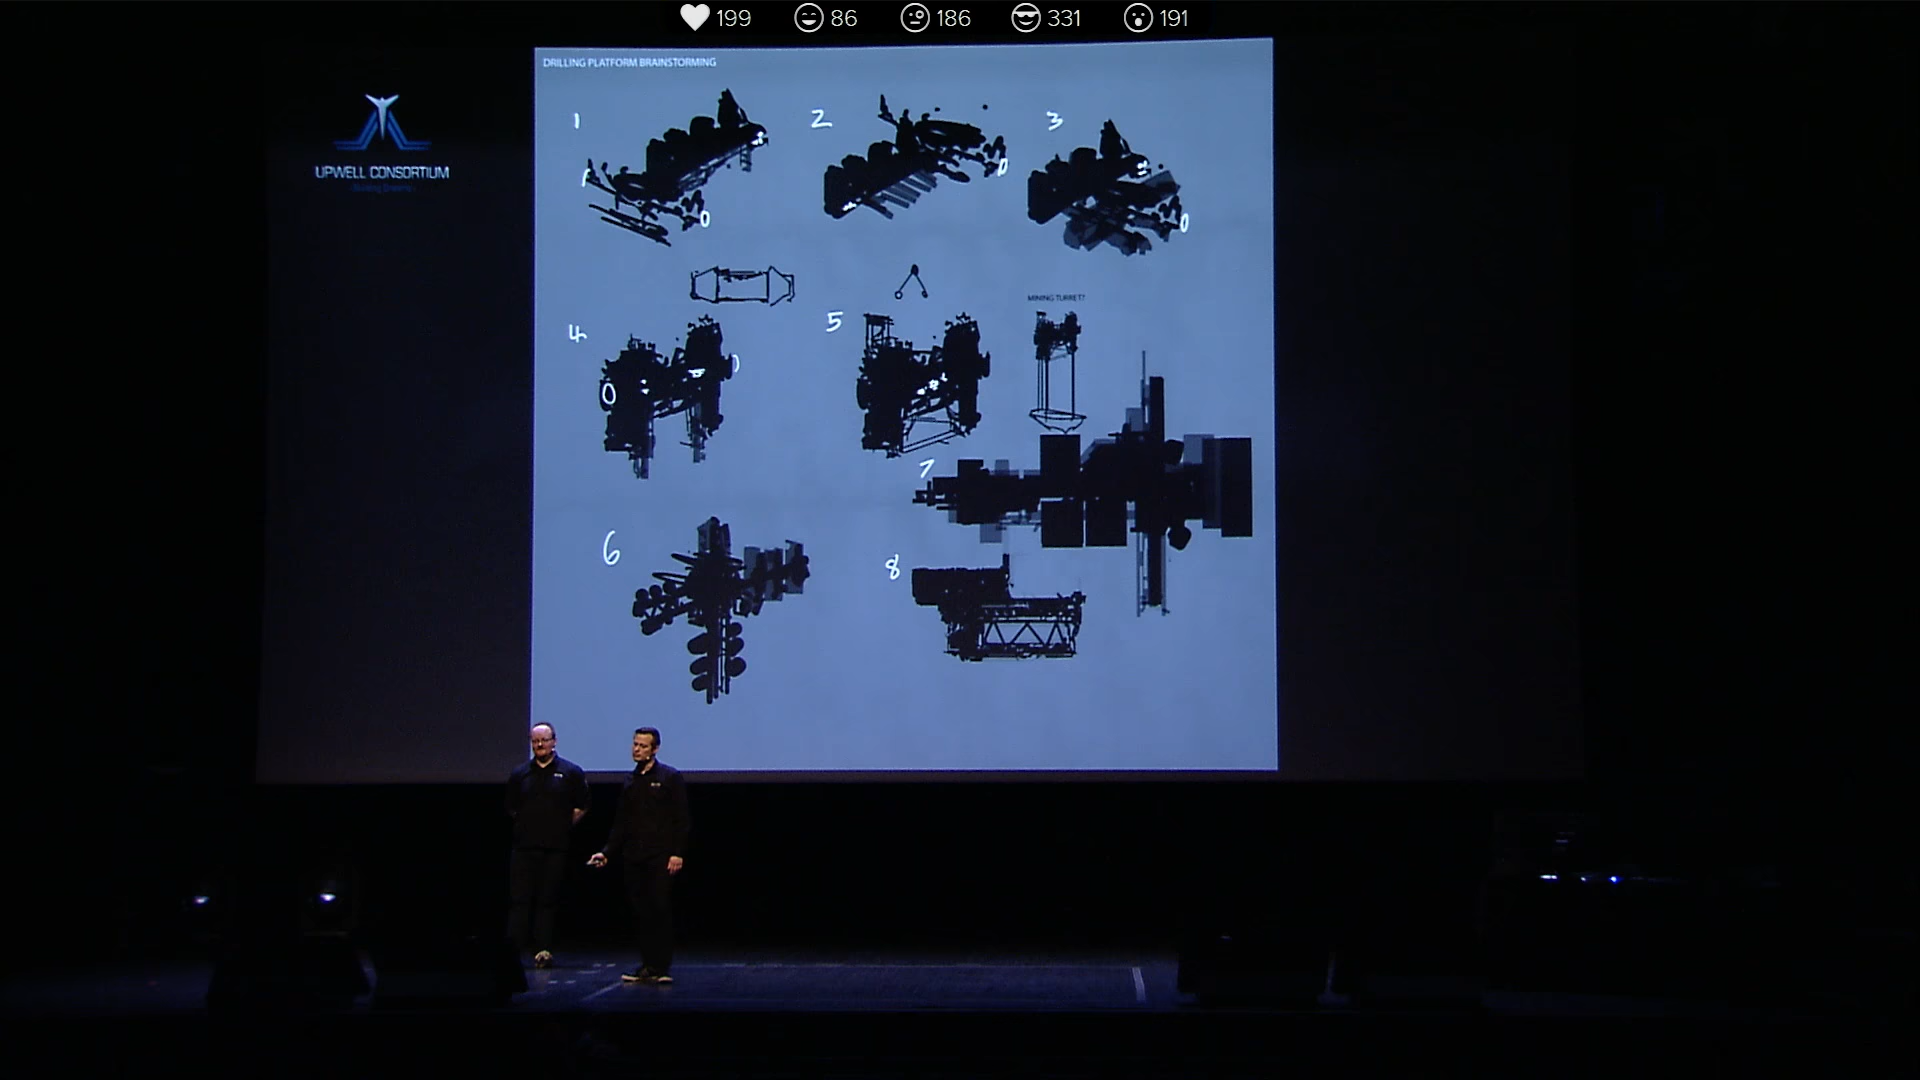 199 86 186 331 191
DRILLING PLATFORM BRAINSTORMING
UPWELL CONSORTIUM
1 2 3
MINING TURRET?
4 5
7
6 8